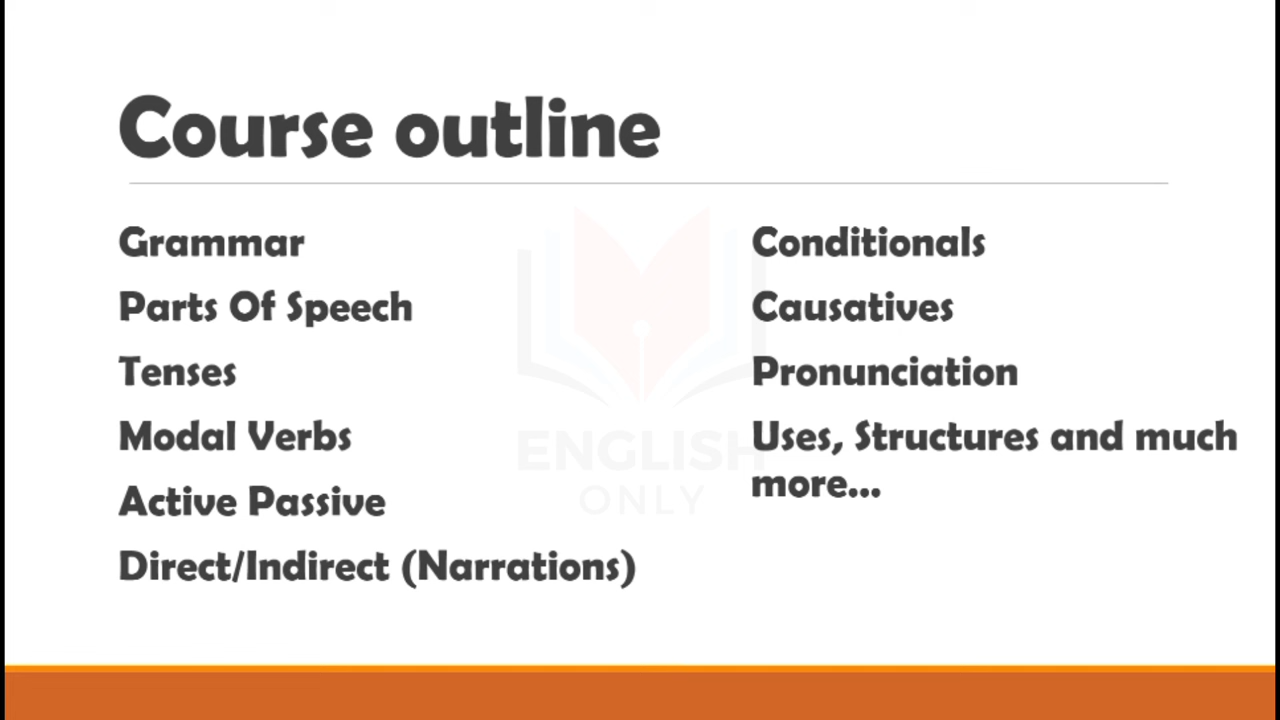 Course outline
Grammar
Parts Of Speech
Tenses
Modal Verbs
Active Passive
Direct/Indirect (Narrations)
Conditionals
Causatives
Pronunciation
Uses, Structures and much
more...
ENGLISH
ONLY